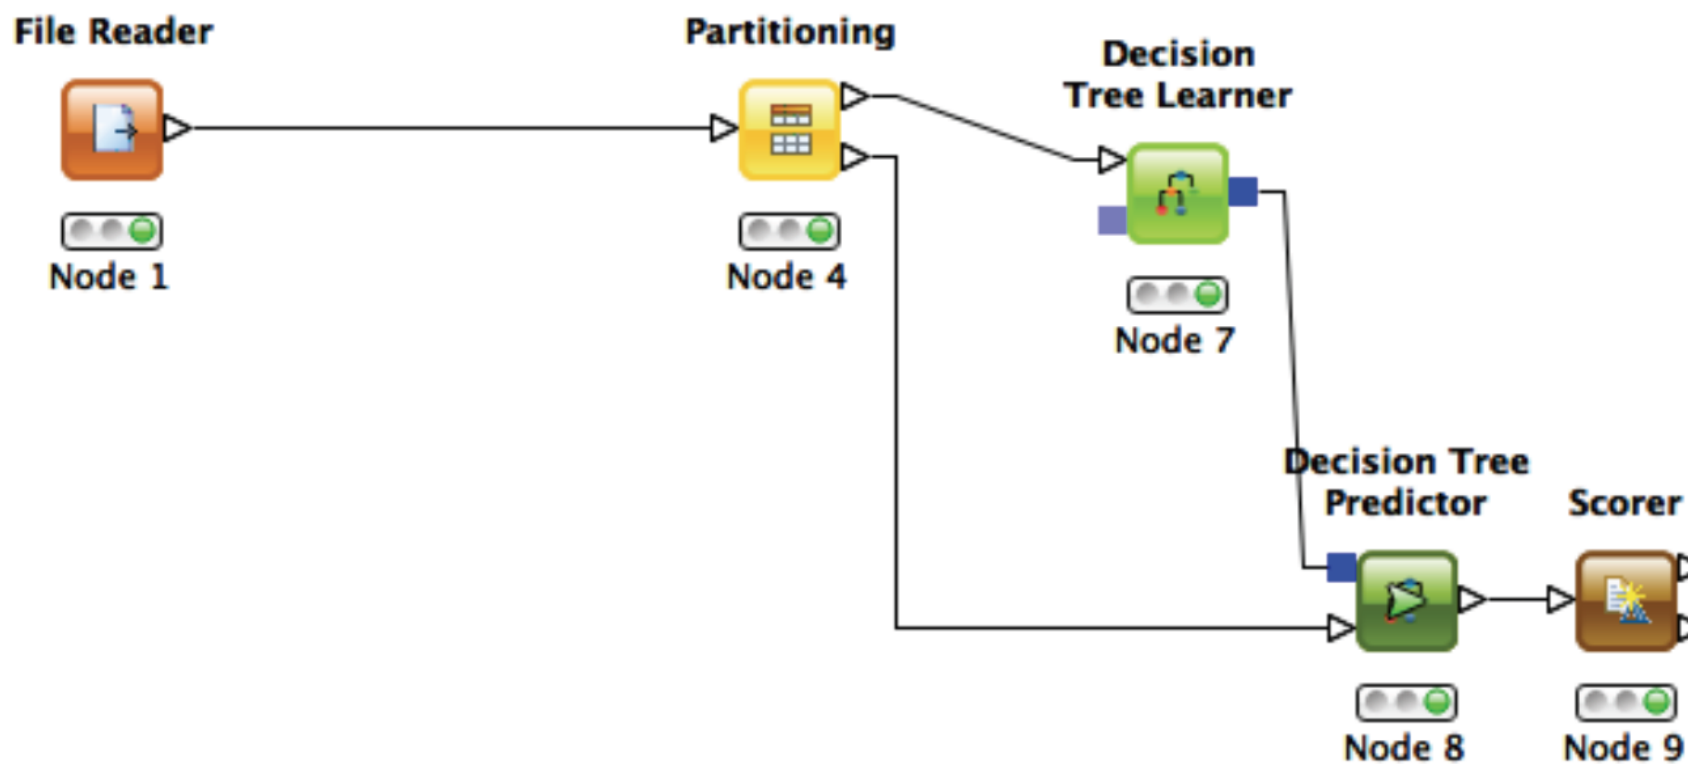 File Reader
Node 1
Partitioning
Node 4
Decision
Tree Learner
Node 7
Decision Tree
Predictor
Node 8
Scorer
Node 9